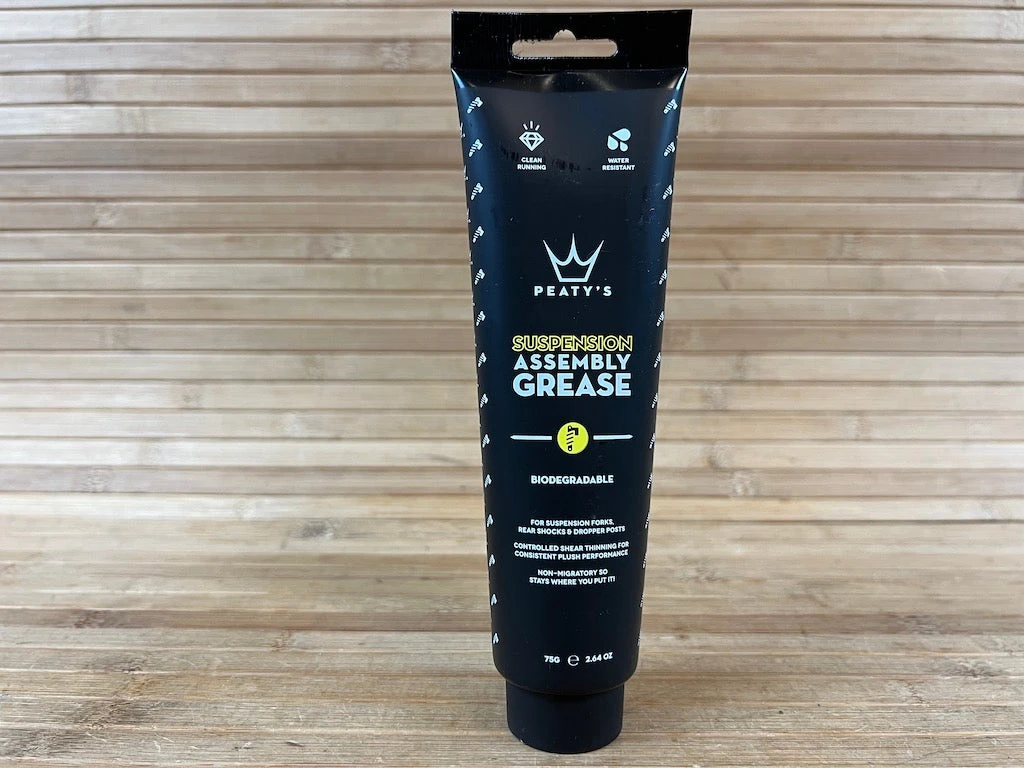 CLEAN
RUNNING
WATER
RESISTANT
PEATY'S
SUSPENSION
ASSEMBLY
GREASE
BIODEGRADABLE
FOR SUSPENSION FORKS,
REAR SHOCKS & DROPPER POSTS
CONTROLLED SHEAR THINNING FOR
CONSISTENT PLUSH PERFORMANCE
NON-MIGRATORY SO
STAYS WHERE YOU PUT IT!
75G ℮ 2.64 OZ